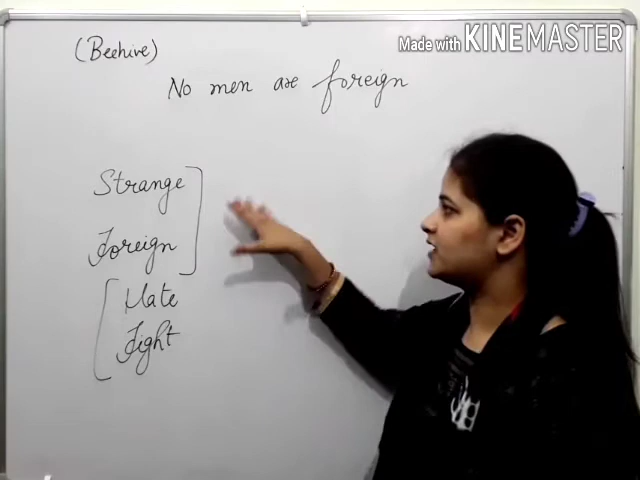 (Beehive)
Made with KINEMASTER
No men are foreign
Strange
Foreign
Hate
Fight